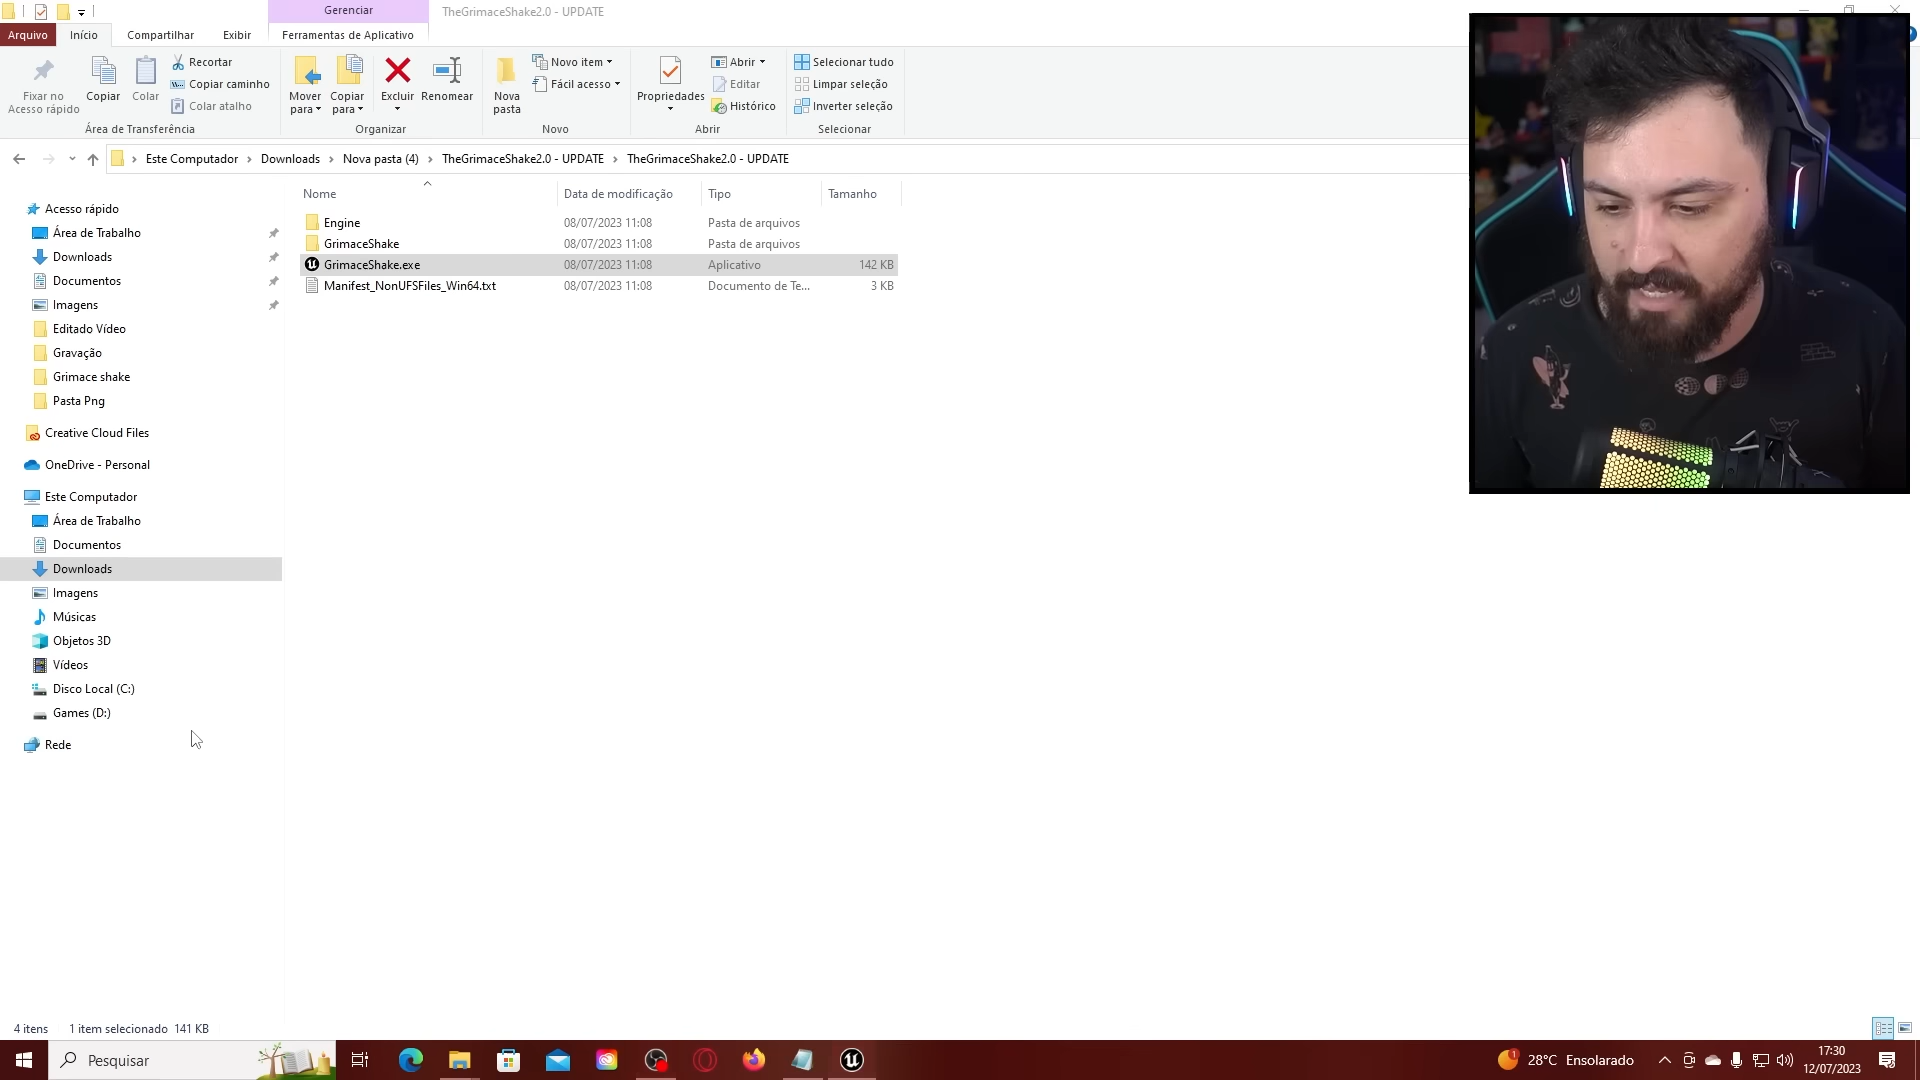 Gerenciar
TheGrimaceShake2.0 - UPDATE
Arquivo
Início
Compartilhar
Exibir
Ferramentas de Aplicativo
Fixar no
Acesso rápido
Copiar
Colar
Recortar
Copiar caminho
Colar atalho
Área de Transferência
Mover
para
Copiar
para
Excluir
Renomear
Organizar
Nova
pasta
Novo item
Fácil acesso
Novo
Propriedades
Abrir
Editar
Histórico
Abrir
Selecionar tudo
Limpar seleção
Inverter seleção
Selecionar
Este Computador › Downloads › Nova pasta (4) › TheGrimaceShake2.0 - UPDATE › TheGrimaceShake2.0 - UPDATE
Nome Data de modificação Tipo Tamanho
Engine 08/07/2023 11:08 Pasta de arquivos
GrimaceShake 08/07/2023 11:08 Pasta de arquivos
GrimaceShake.exe 08/07/2023 11:08 Aplicativo 142 KB
Manifest_NonUFSFiles_Win64.txt 08/07/2023 11:08 Documento de Te... 3 KB
Acesso rápido
Área de Trabalho
Downloads
Documentos
Imagens
Editado Vídeo
Gravação
Grimace shake
Pasta Png
Creative Cloud Files
OneDrive - Personal
Este Computador
Área de Trabalho
Documentos
Downloads
Imagens
Músicas
Objetos 3D
Vídeos
Disco Local (C:)
Games (D:)
Rede
4 itens 1 item selecionado 141 KB
Pesquisar
1
28°C Ensolarado
17:30
12/07/2023